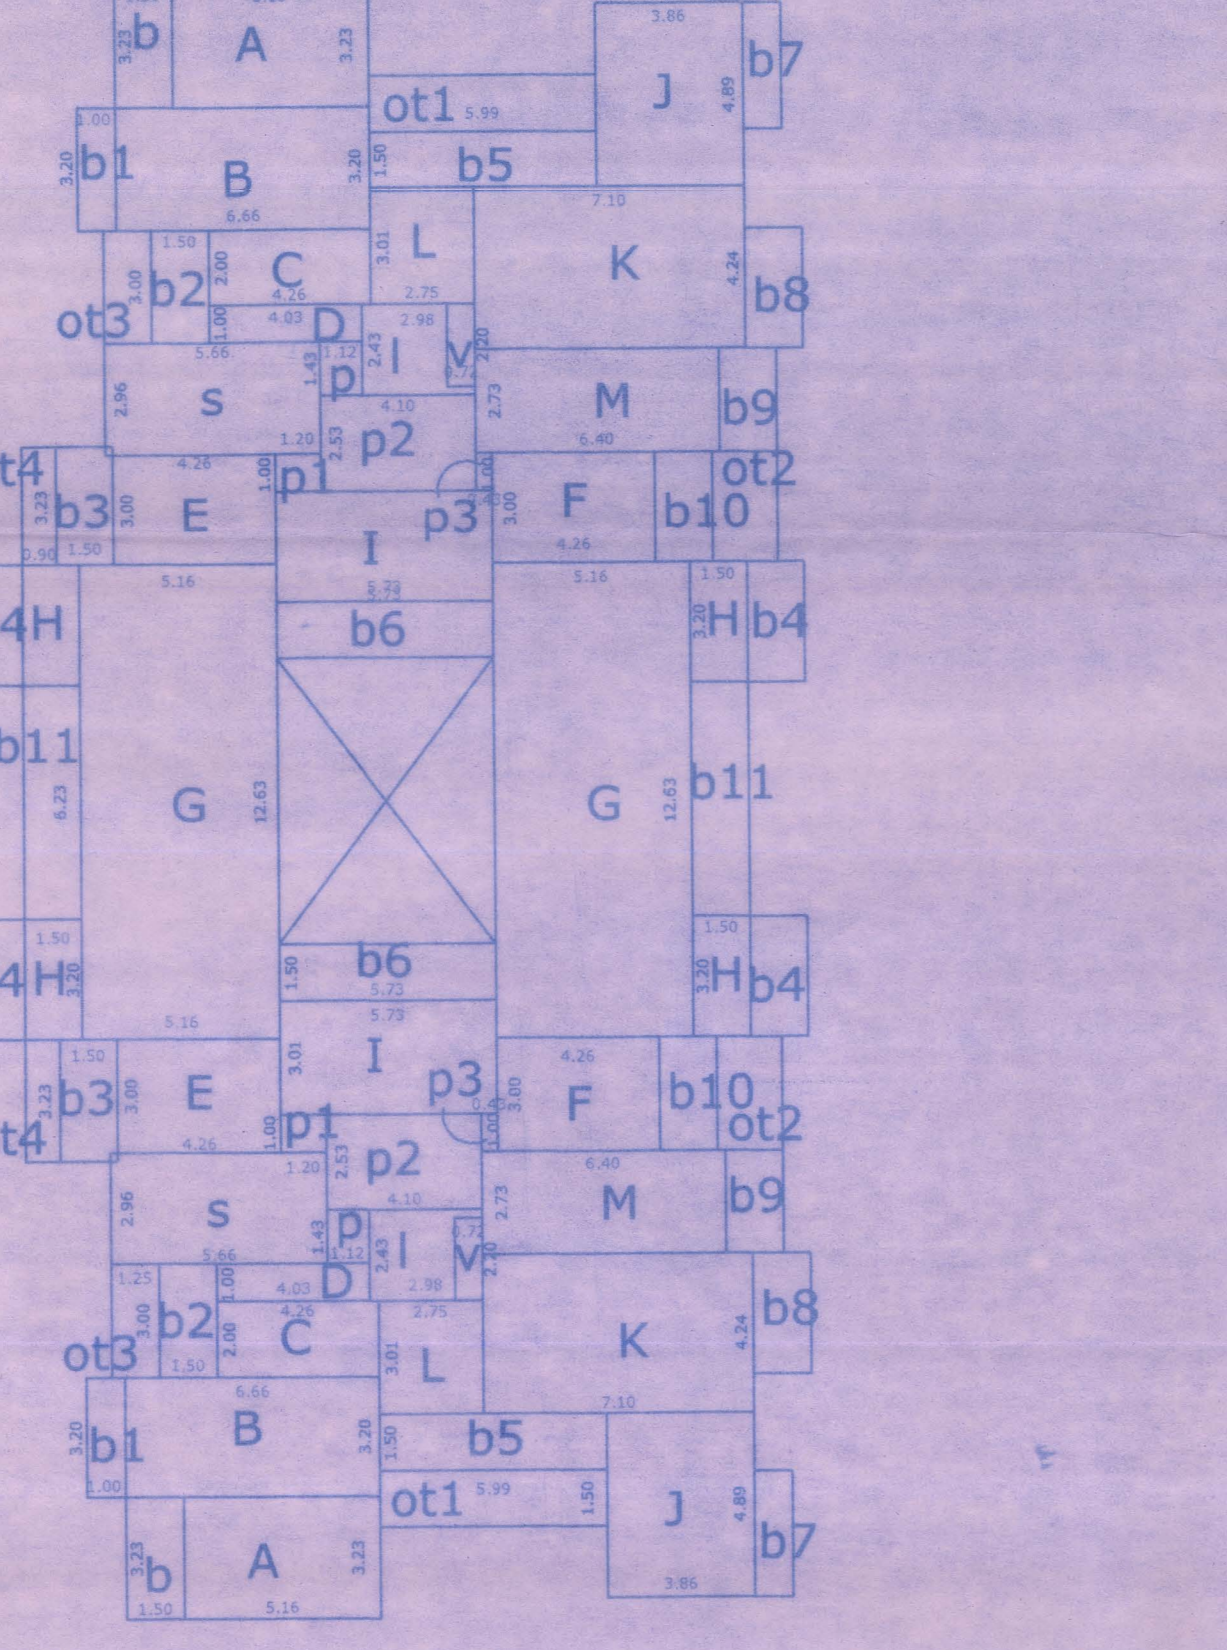 b A 3.23 3.23
3.86
J b7 4.89
ot1 5.99
1.00
b1 3.20 B 3.20 1.50 b5
6.66 7.10
1.50 L 3.01 K 4.24
ot3 3.00 b2 2.00 C b8
4.26 2.75
1.00 4.03 D 2.98
5.66 1.12 2.43 l v 2.20
s 1.43 p
2.96 4.10 2.73 M b9
1.20 2.53 p2 6.40
t4 4.26 1.00 p1 1.00 ot2
3.23 b3 3.00 E p3 3.00 F b10
0.90 1.50 I 4.26
5.16 5.73 5.16 1.50
4H b6 3.20 H b4
b11 b11
6.23 G 12.63 G 12.63
1.50 1.50
4 H 3.20 b6 3.20 H b4
1.50 5.73
5.16 5.73
1.50 3.01 I 4.26
3.23 b3 3.00 E p3 3.00 F b10
t4 4.26 1.00 p1 1.00 ot2
1.20 2.53 p2 6.40
2.96 s 4.10 2.73 M b9
5.66 1.43 p 0.72
1.12 2.43 l v 2.20
1.25 1.00 4.03 D 2.98
3.00 b2 4.26 2.75 b8
ot3 2.00 C 3.01 L K 4.24
1.50
6.66 7.10
3.20 b1 B 3.20 1.50 b5
1.00 ot1 5.99 1.50 J 4.89
3.23 b A 3.23 b7
1.50 5.16 3.86